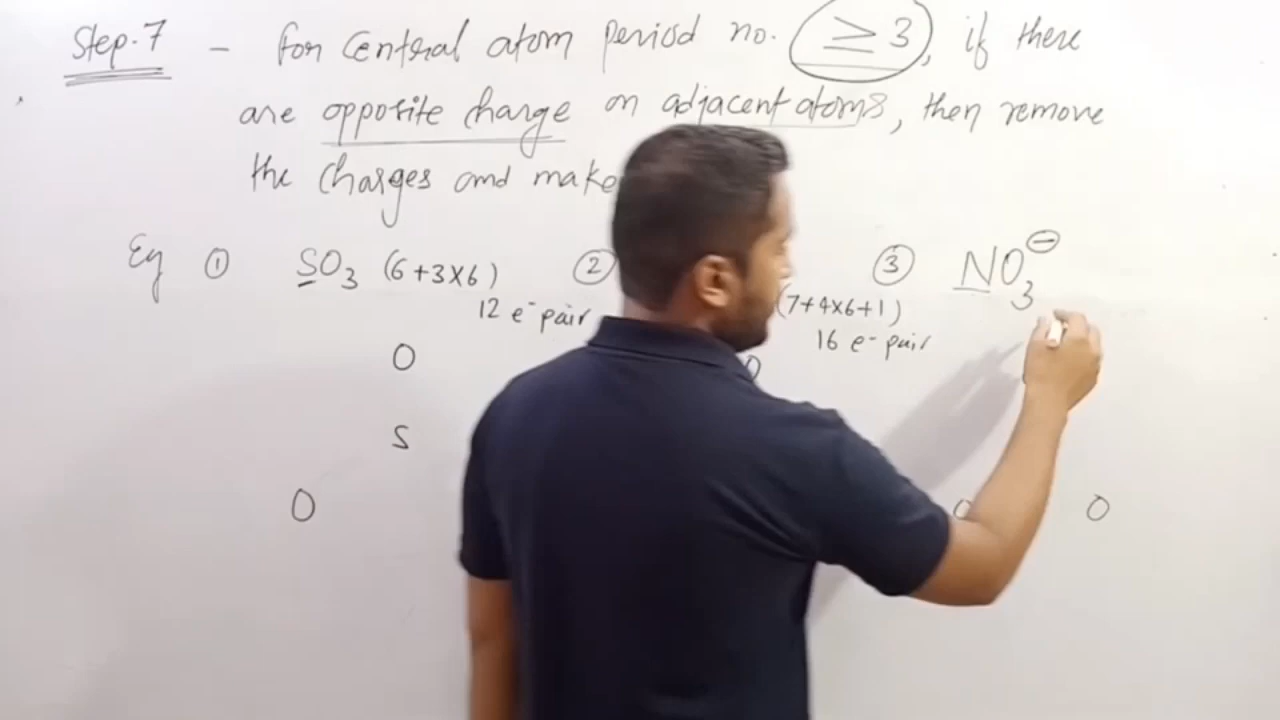 Step.7 - for central atom period no. ≥ 3, if there
are opposite charge on adjacent atoms, then remove
the charges and make
Eg ① SO₃ (6+3×6) ② ③ NO₃⊖
12 e⁻ pair
(7+4×6+1)
16 e⁻ pair
O
S
O
O
O O